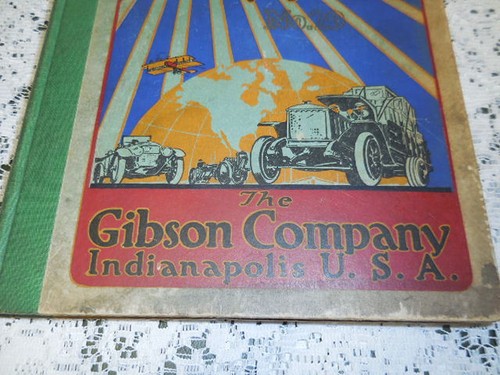 The
Gibson Company
Indianapolis U. S. A.